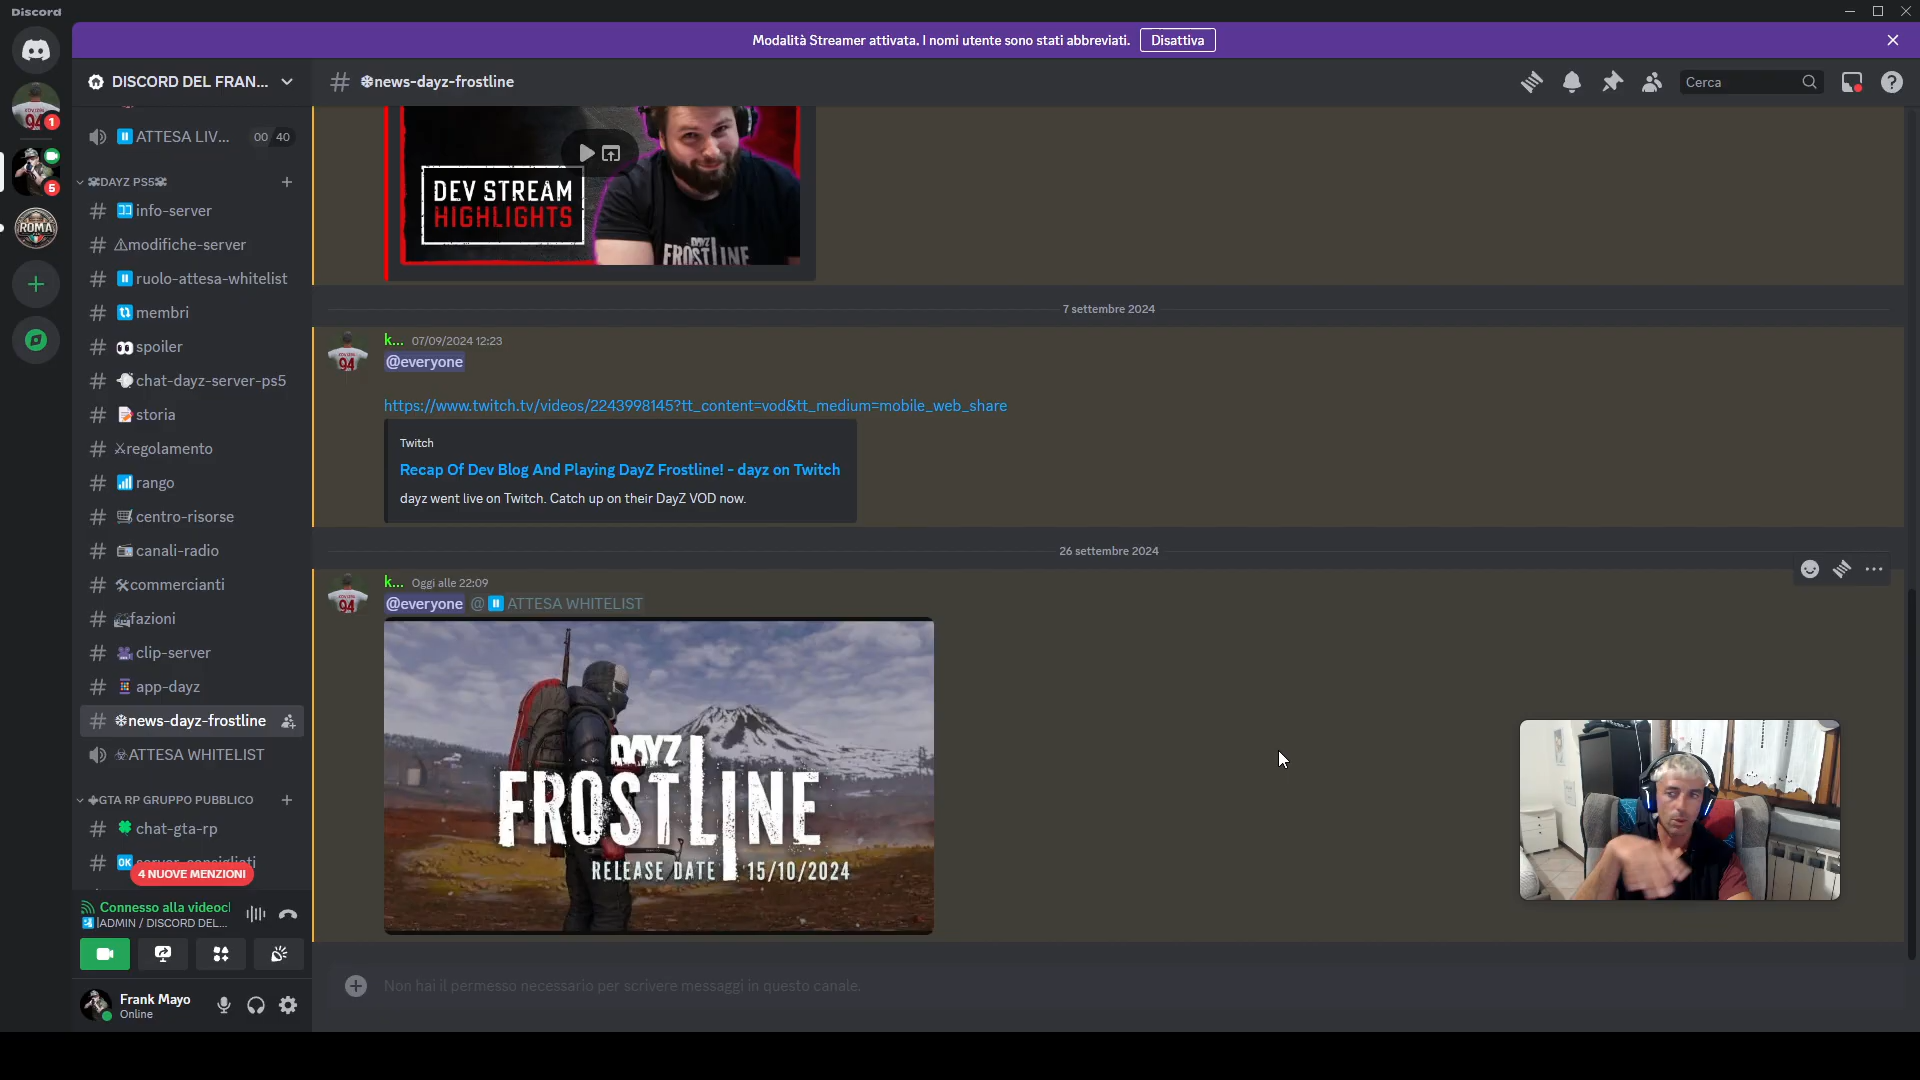 Discord
Modalità Streamer attivata. I nomi utente sono stati abbreviati.
Disattiva
DISCORD DEL FRAN...
❄news-dayz-frostline
Cerca
1
5
ROMA
ATTESA LIV...
00 40
DAYZ PS5
info-server
modifiche-server
ruolo-attesa-whitelist
membri
spoiler
chat-dayz-server-ps5
storia
regolamento
rango
centro-risorse
canali-radio
commercianti
fazioni
clip-server
app-dayz
❄news-dayz-frostline
ATTESA WHITELIST
GTA RP GRUPPO PUBBLICO
chat-gta-rp
OK
4 NUOVE MENZIONI
Connesso alla videocl
|ADMIN / DISCORD DEL...
Frank Mayo
Online
DEV STREAM
HIGHLIGHTS
DAYZ
FROSTLINE
7 settembre 2024
k... 07/09/2024 12:23
@everyone
https://www.twitch.tv/videos/2243998145?tt_content=vod&tt_medium=mobile_web_share
Twitch
Recap Of Dev Blog And Playing DayZ Frostline! - dayz on Twitch
dayz went live on Twitch. Catch up on their DayZ VOD now.
26 settembre 2024
k... Oggi alle 22:09
@everyone @ ATTESA WHITELIST
DAYZ
FROSTLINE
RELEASE DATE 15/10/2024
Non hai il permesso necessario per scrivere messaggi in questo canale.